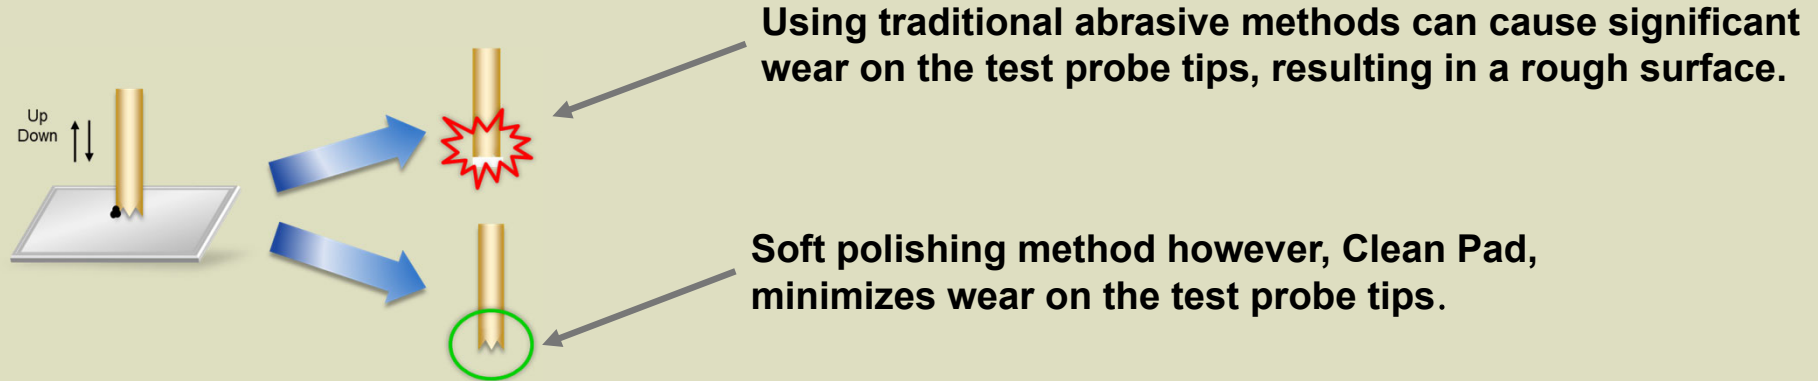 Using traditional abrasive methods can cause significant
wear on the test probe tips, resulting in a rough surface.
Up
Down
Soft polishing method however, Clean Pad,
minimizes wear on the test probe tips.